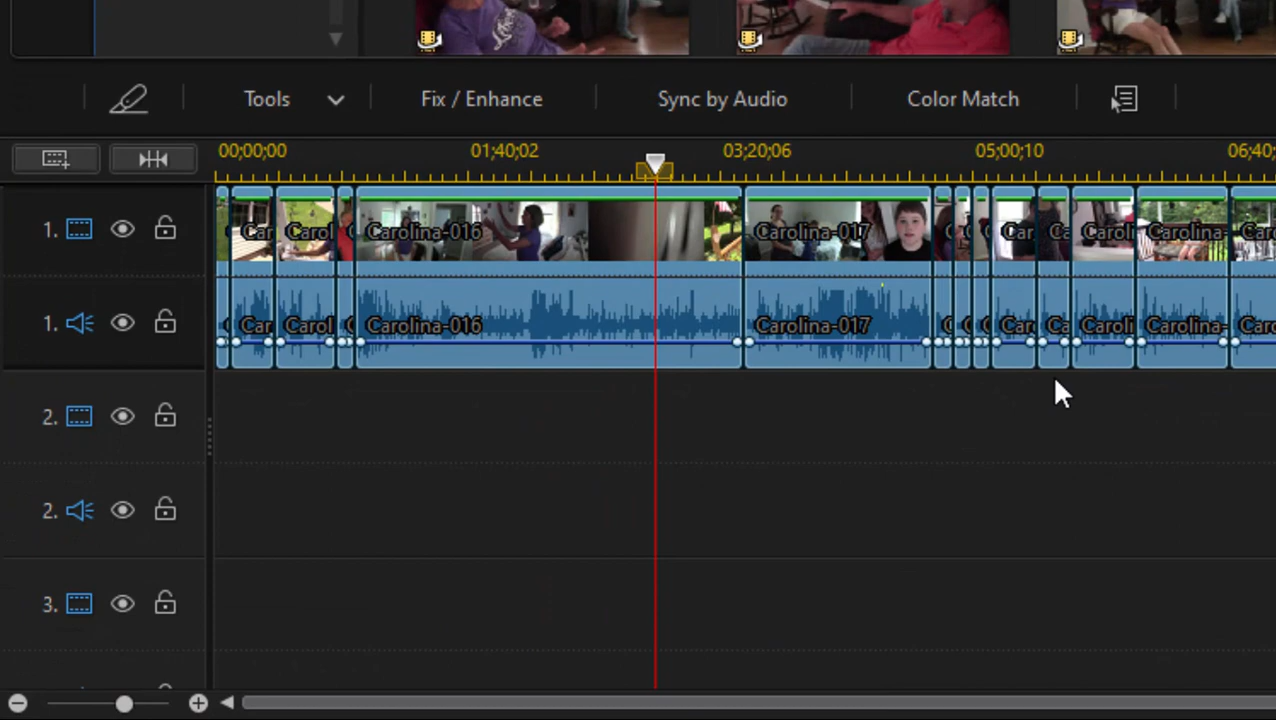 Tools Fix / Enhance Sync by Audio Color Match
00;00;00 01;40;02 03;20;06 05;00;10 06;40;
1. Car Carol Carolina-016 Carolina-017 Car Ca Caroli Carolina- Caro
1. Car Carol Carolina-016 Carolina-017 Car Ca Caroli Carolina- Caro
2.
2.
3.